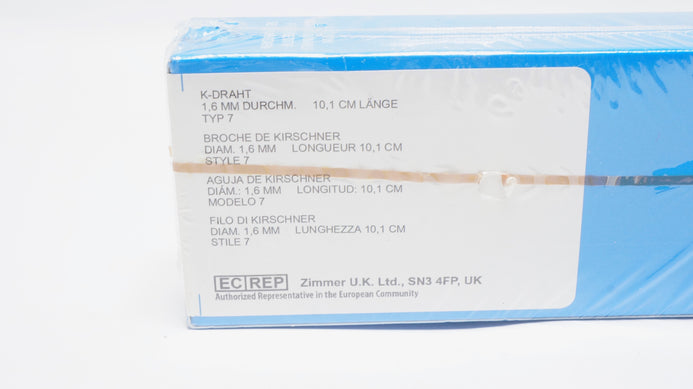 K-DRAHT
1,6 MM DURCHM. 10,1 CM LÄNGE
TYP 7
BROCHE DE KIRSCHNER
DIAM. 1,6 MM LONGUEUR 10,1 CM
STYLE 7
AGUJA DE KIRSCHNER
DIÁM.: 1,6 MM LONGITUD: 10,1 CM
MODELO 7
FILO DI KIRSCHNER
DIAM. 1,6 MM LUNGHEZZA 10,1 CM
STILE 7
EC REP Zimmer U.K. Ltd., SN3 4FP, UK
Authorized Representative in the European Community